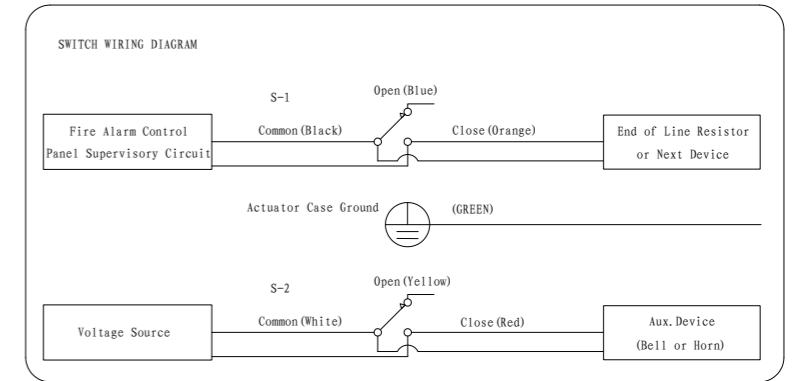 SWITCH WIRING DIAGRAM
S-1
Open(Blue)
Fire Alarm Control
Panel Supervisory Circuit
Common(Black)
Close(Orange)
End of Line Resistor
or Next Device
Actuator Case Ground
(GREEN)
S-2
Open(Yellow)
Voltage Source
Common(White)
Close(Red)
Aux.Device
(Bell or Horn)